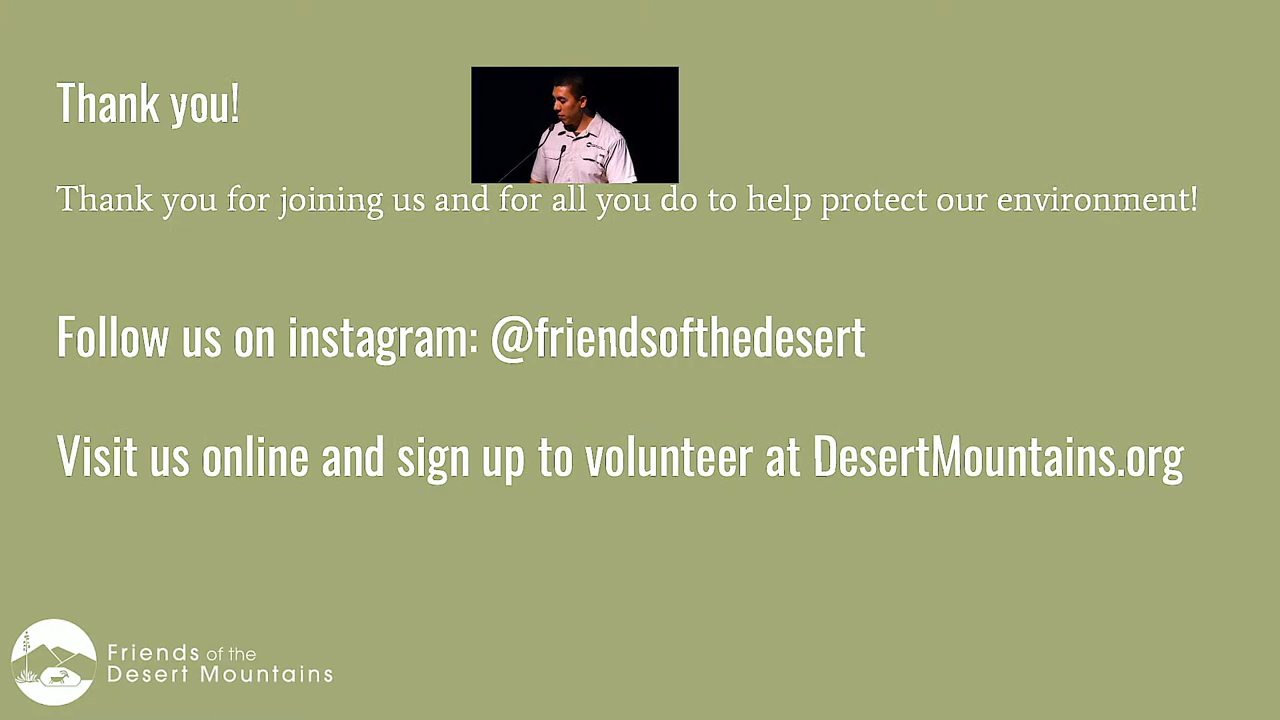 Thank you!
Thank you for joining us and for all you do to help protect our environment!
Follow us on instagram: @friendsofthedesert
Visit us online and sign up to volunteer at DesertMountains.org
Friends of the
Desert Mountains